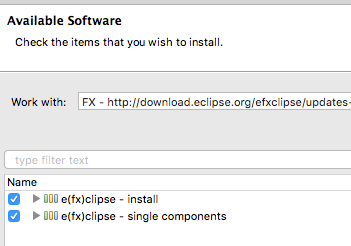 Available Software
Check the items that you wish to install.
Work with: FX - http://download.eclipse.org/efxclipse/updates-
type filter text
Name
e(fx)clipse - install
e(fx)clipse - single components